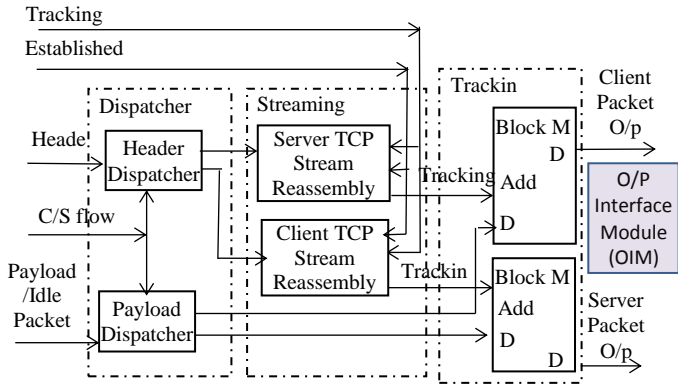 Tracking
Established
Dispatcher
Streaming
Trackin
Client
Packet
O/p
Heade
Header
Dispatcher
Server TCP
Stream
Reassembly
Block M
D
Add
D
Tracking
O/P
Interface
Module
(OIM)
C/S flow
Client TCP
Stream
Reassembly
Trackin
Payload
/Idle
Packet
Payload
Dispatcher
Block M
Add
D
D
Server
Packet
O/p